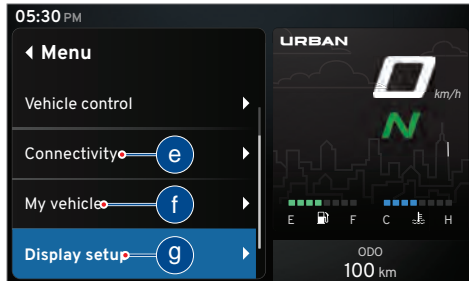 05:30 PM
Menu
Vehicle control
Connectivity
e
My vehicle
f
Display setup
g
URBAN
0
km/h
N
E F C H
ODO
100 km